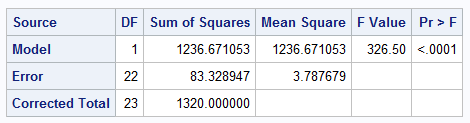 Source DF Sum of Squares Mean Square F Value Pr > F
Model 1 1236.671053 1236.671053 326.50 <.0001
Error 22 83.328947 3.787679
Corrected Total 23 1320.000000